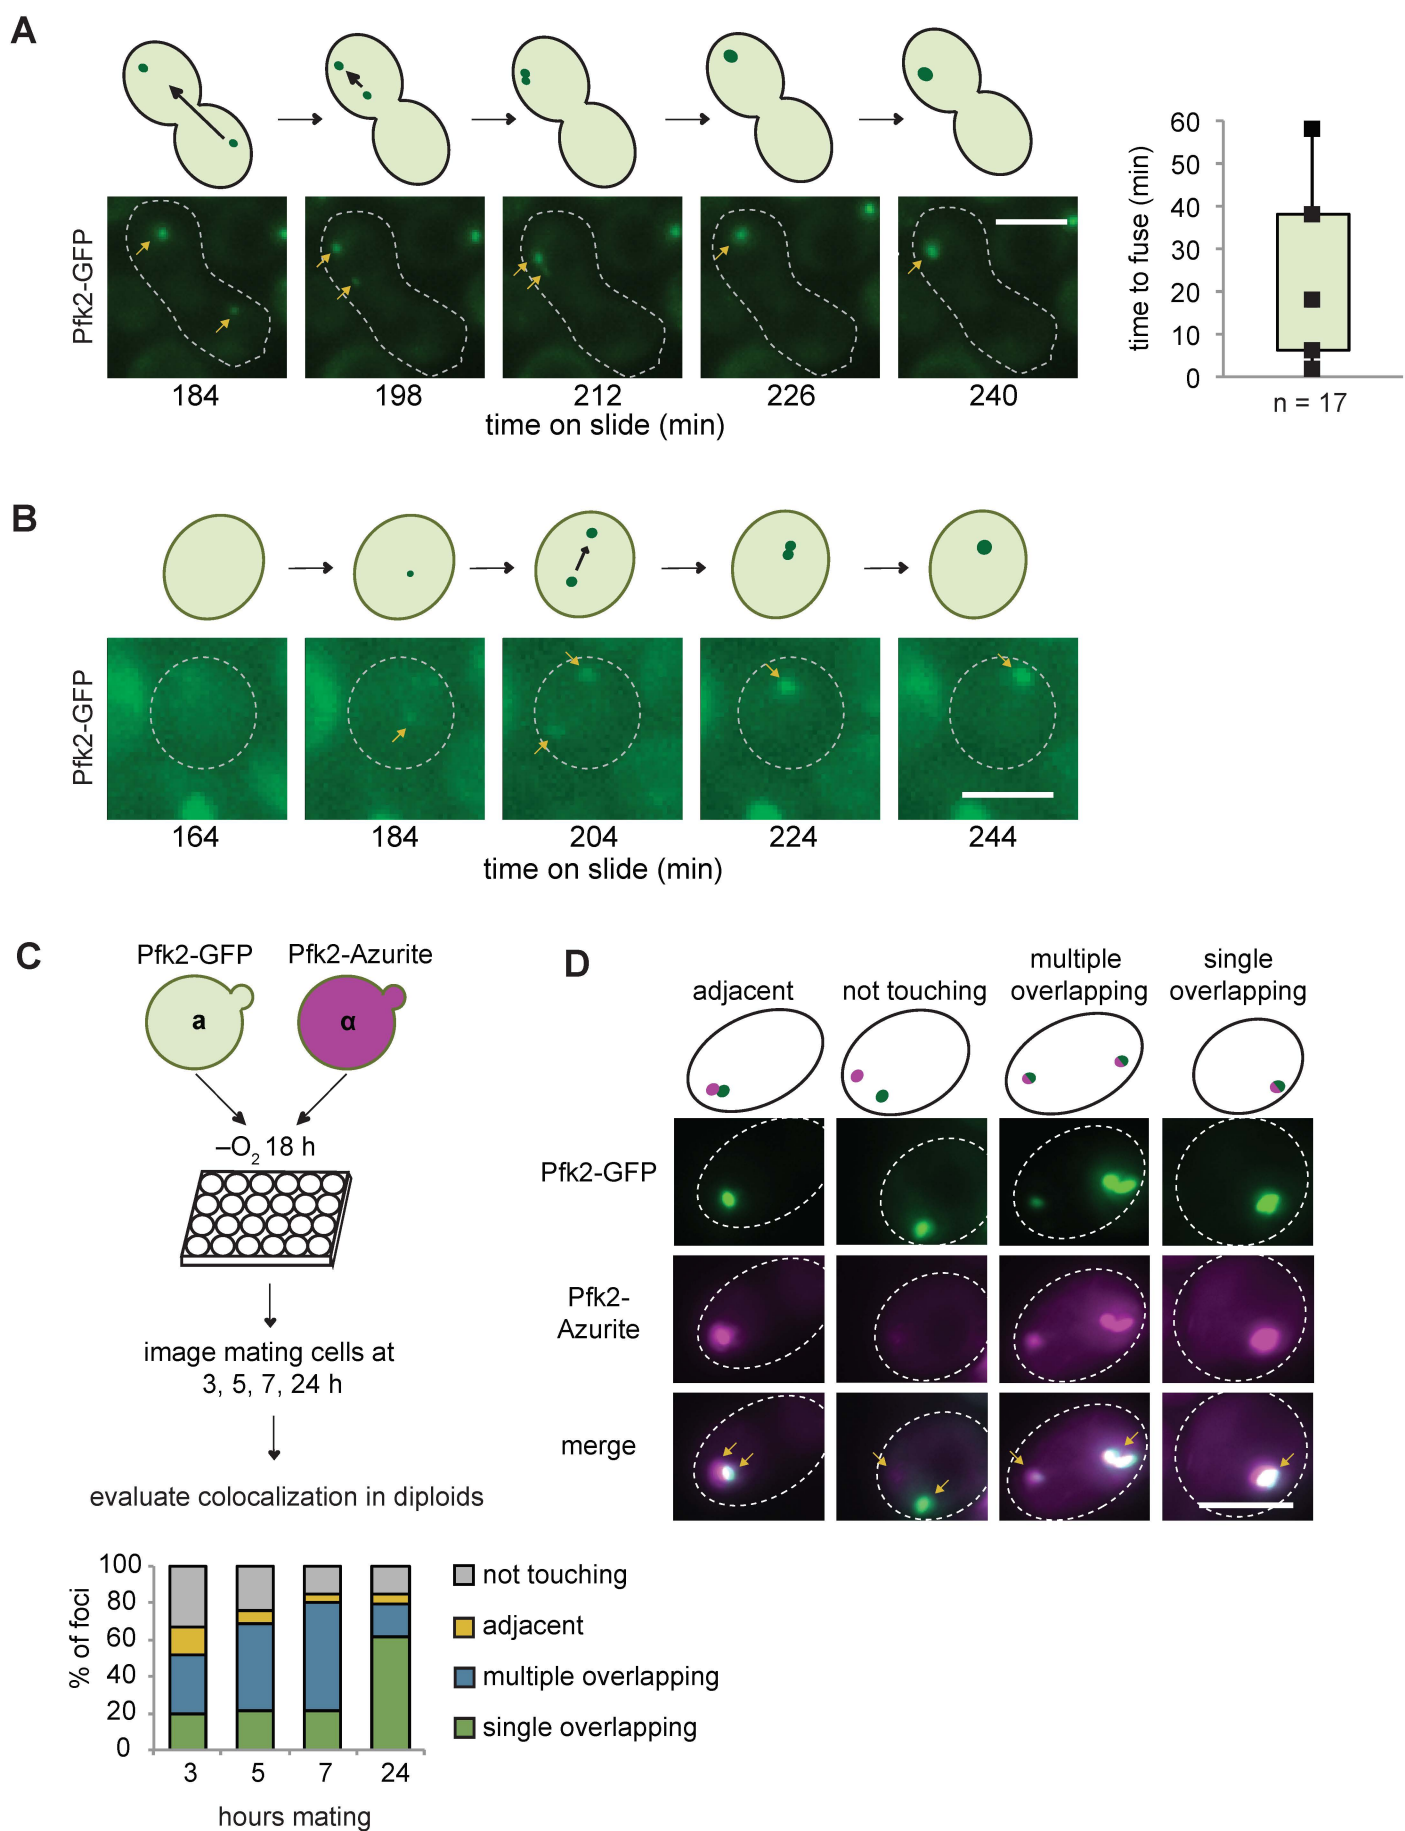 A
Pfk2-GFP
184
198
212
226
240
time on slide (min)
time to fuse (min)
60
50
40
30
20
10
0
n = 17
B
Pfk2-GFP
164
184
204
224
244
time on slide (min)
C
Pfk2-GFP
Pfk2-Azurite
a
α
–O2 18 h
image mating cells at
3, 5, 7, 24 h
evaluate colocalization in diploids
% of foci
100
80
60
40
20
0
3
5
7
24
hours mating
not touching
adjacent
multiple overlapping
single overlapping
D
adjacent
not touching
multiple
overlapping
single
overlapping
Pfk2-GFP
Pfk2-
Azurite
merge